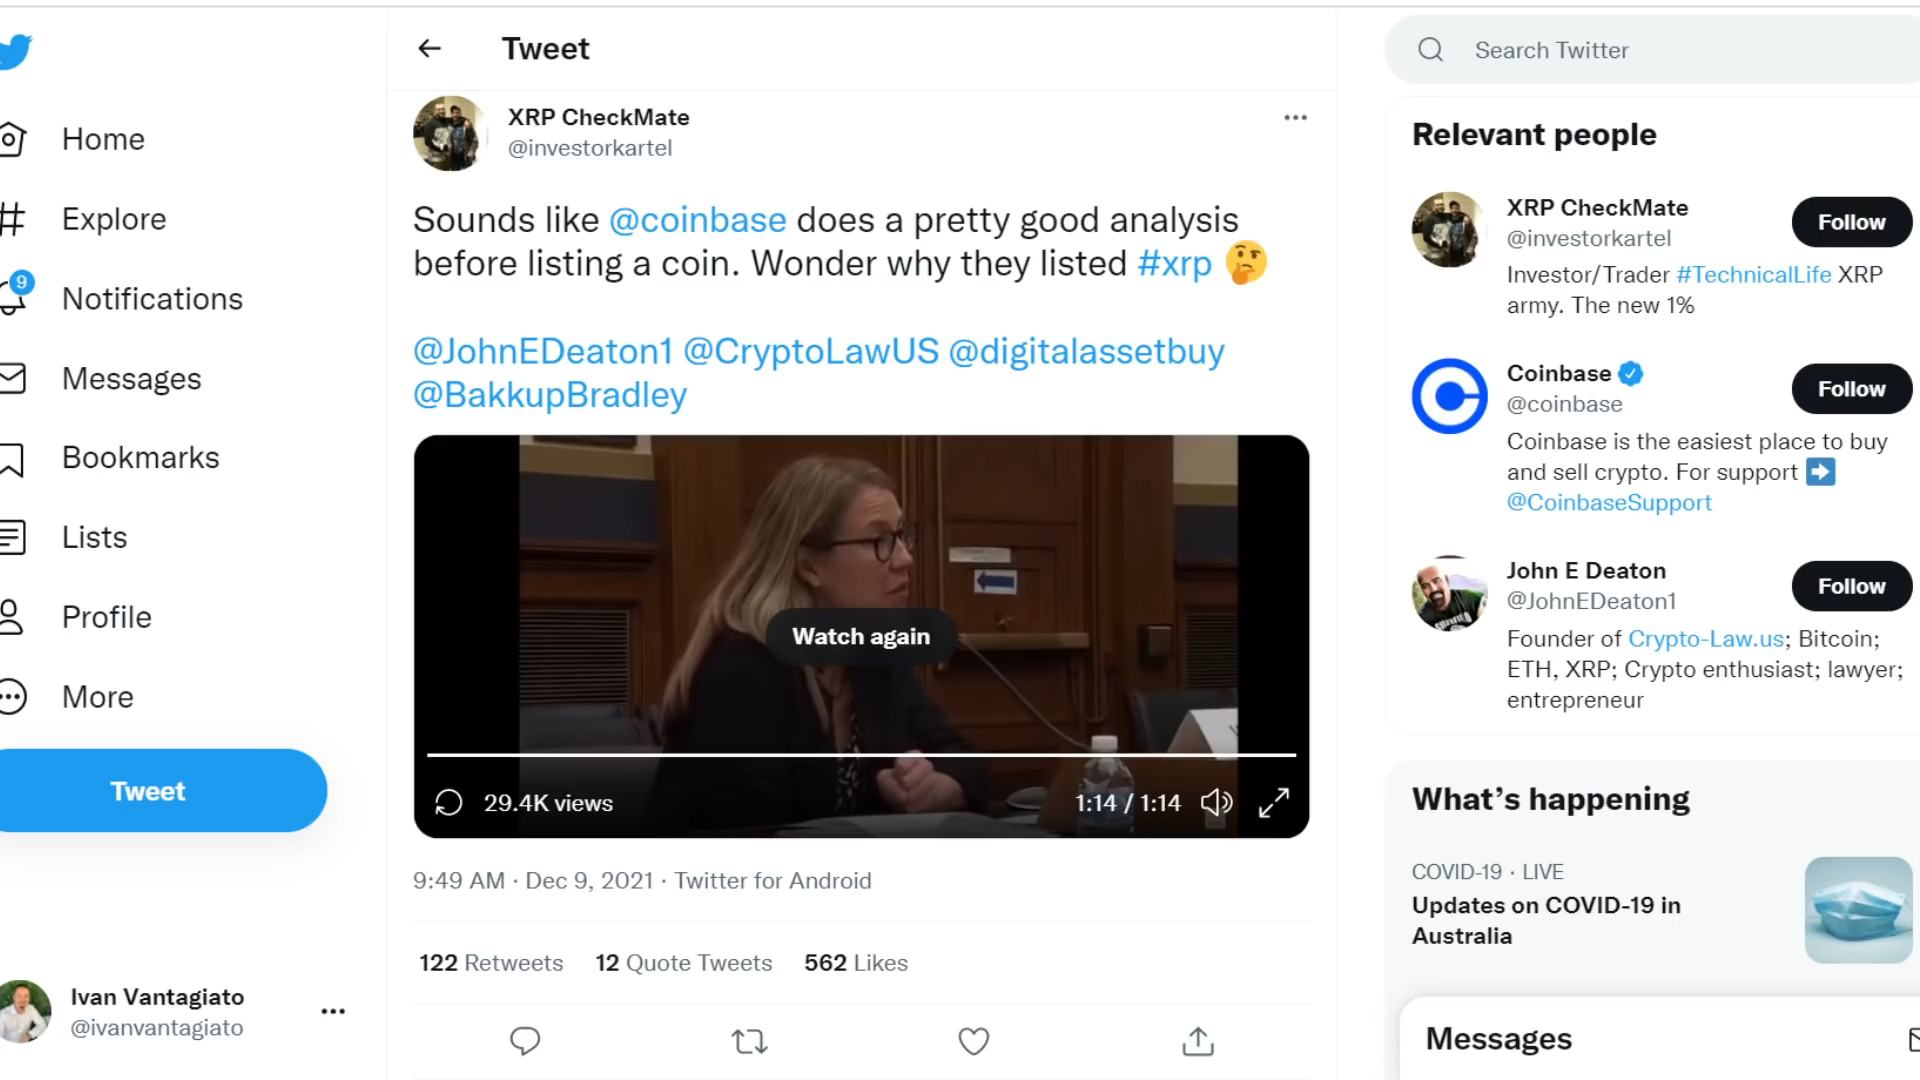 Tweet
Search Twitter
Home
Explore
9
Notifications
Messages
Bookmarks
Lists
Profile
More
Tweet
Ivan Vantagiato
@ivanvantagiato
XRP CheckMate
@investorkartel
Sounds like @coinbase does a pretty good analysis
before listing a coin. Wonder why they listed #xrp 🤔
@JohnEDeaton1 @CryptoLawUS @digitalassetbuy
@BakkupBradley
Watch again
29.4K views
1:14 / 1:14
9:49 AM · Dec 9, 2021 · Twitter for Android
122 Retweets 12 Quote Tweets 562 Likes
Relevant people
XRP CheckMate
@investorkartel
Follow
Investor/Trader #TechnicalLife XRP
army. The new 1%
Coinbase
@coinbase
Follow
Coinbase is the easiest place to buy
and sell crypto. For support ➡️
@CoinbaseSupport
John E Deaton
@JohnEDeaton1
Follow
Founder of Crypto-Law.us; Bitcoin;
ETH, XRP; Crypto enthusiast; lawyer;
entrepreneur
What's happening
COVID-19 · LIVE
Updates on COVID-19 in
Australia
Messages